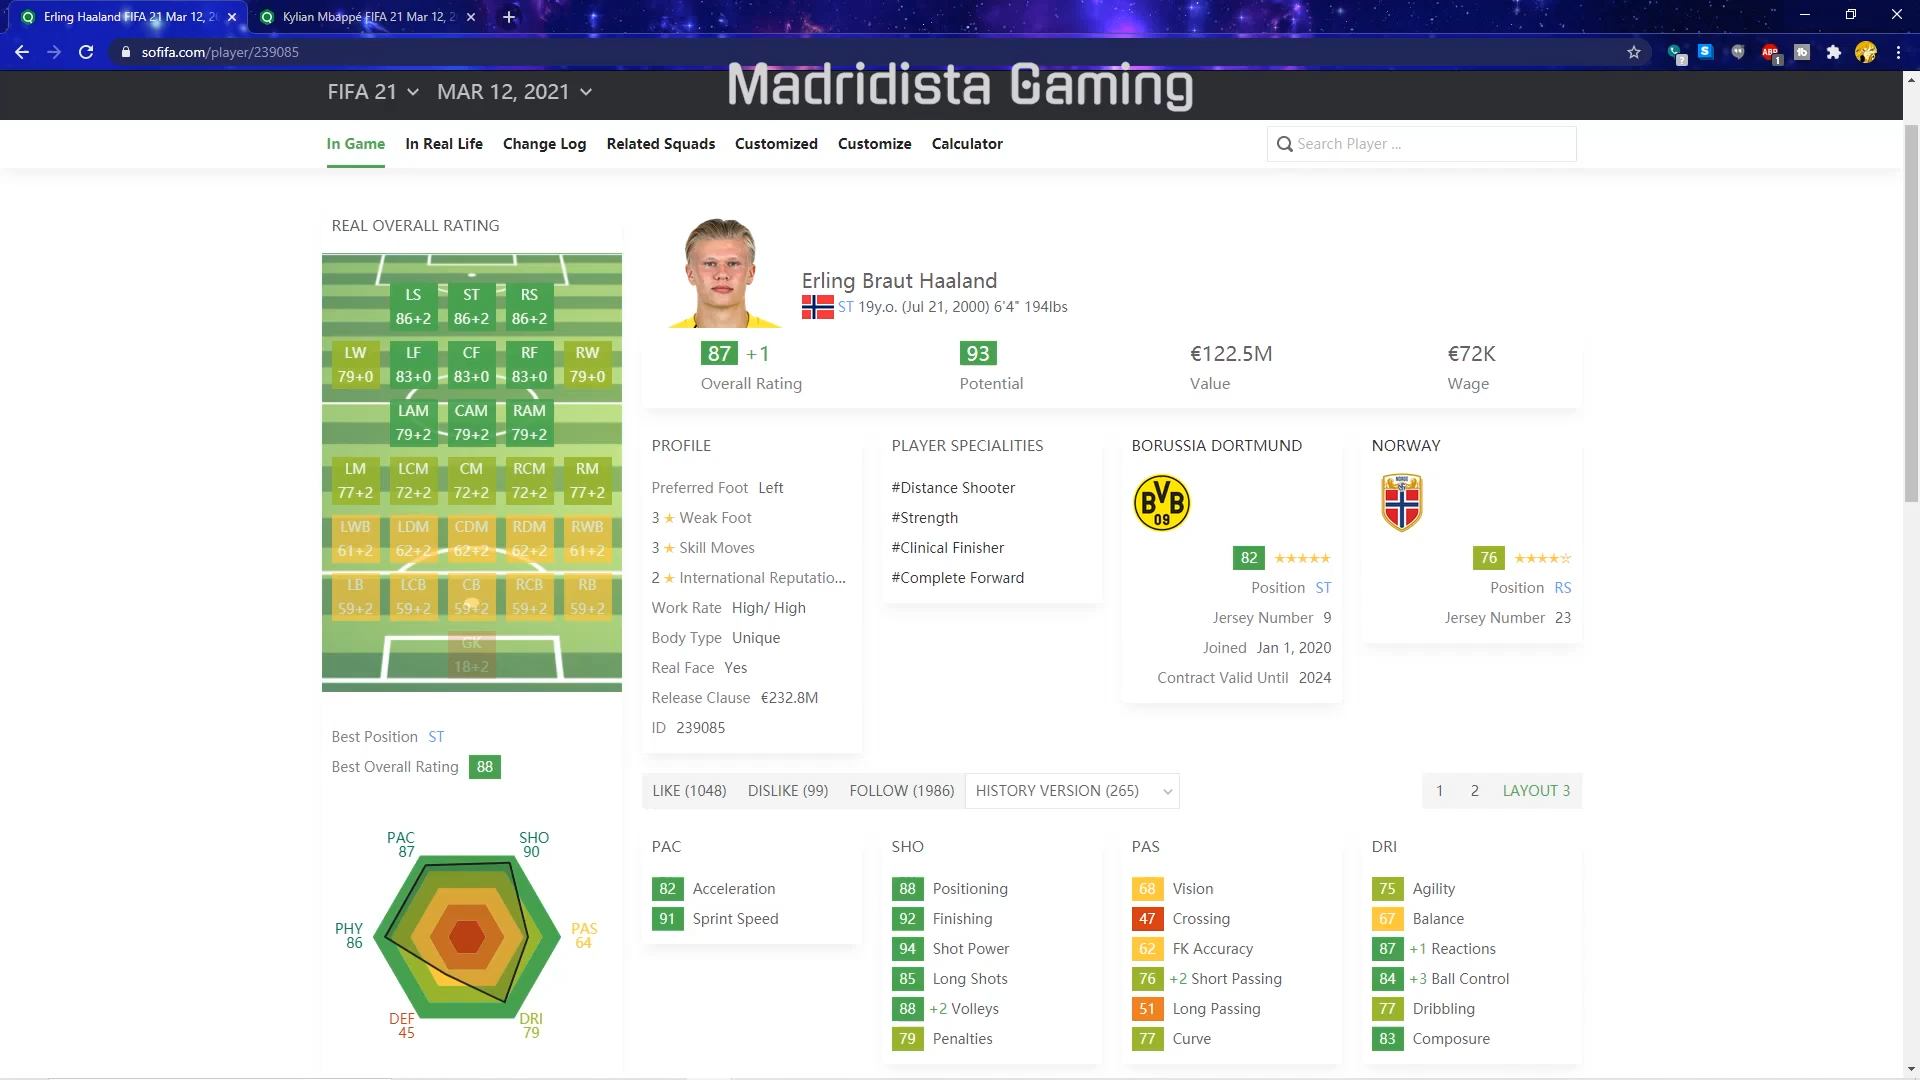 Erling Haaland FIFA 21 Mar 12, 2
Kylian Mbappé FIFA 21 Mar 12, 2
sofifa.com/player/239085
Madridista Gaming
FIFA 21 MAR 12, 2021
In Game In Real Life Change Log Related Squads Customized Customize Calculator
Search Player ...
REAL OVERALL RATING
LS ST RS
86+2 86+2 86+2
LW LF CF RF RW
79+0 83+0 83+0 83+0 79+0
LAM CAM RAM
79+2 79+2 79+2
LM LCM CM RCM RM
77+2 72+2 72+2 72+2 77+2
LWB LDM CDM RDM RWB
61+2 62+2 62+2 62+2 61+2
LB LCB CB RCB RB
59+2 59+2 59+2 59+2 59+2
GK
18+2
Best Position ST
Best Overall Rating 88
PAC 87
SHO 90
PHY 86
PAS 64
DEF 45
DRI 79
Erling Braut Haaland
ST 19y.o. (Jul 21, 2000) 6'4" 194lbs
87 +1
Overall Rating
93
Potential
€122.5M
Value
€72K
Wage
PROFILE
Preferred Foot Left
3 ★ Weak Foot
3 ★ Skill Moves
2 ★ International Reputatio...
Work Rate High/ High
Body Type Unique
Real Face Yes
Release Clause €232.8M
ID 239085
PLAYER SPECIALITIES
#Distance Shooter
#Strength
#Clinical Finisher
#Complete Forward
BORUSSIA DORTMUND
BVB
09
82 ★★★★★
Position ST
Jersey Number 9
Joined Jan 1, 2020
Contract Valid Until 2024
NORWAY
NORGE
76 ★★★★☆
Position RS
Jersey Number 23
LIKE (1048) DISLIKE (99) FOLLOW (1986) HISTORY VERSION (265)
1 2 LAYOUT 3
PAC
82 Acceleration
91 Sprint Speed
SHO
88 Positioning
92 Finishing
94 Shot Power
85 Long Shots
88 +2 Volleys
79 Penalties
PAS
68 Vision
47 Crossing
62 FK Accuracy
76 +2 Short Passing
51 Long Passing
77 Curve
DRI
75 Agility
67 Balance
87 +1 Reactions
84 +3 Ball Control
77 Dribbling
83 Composure